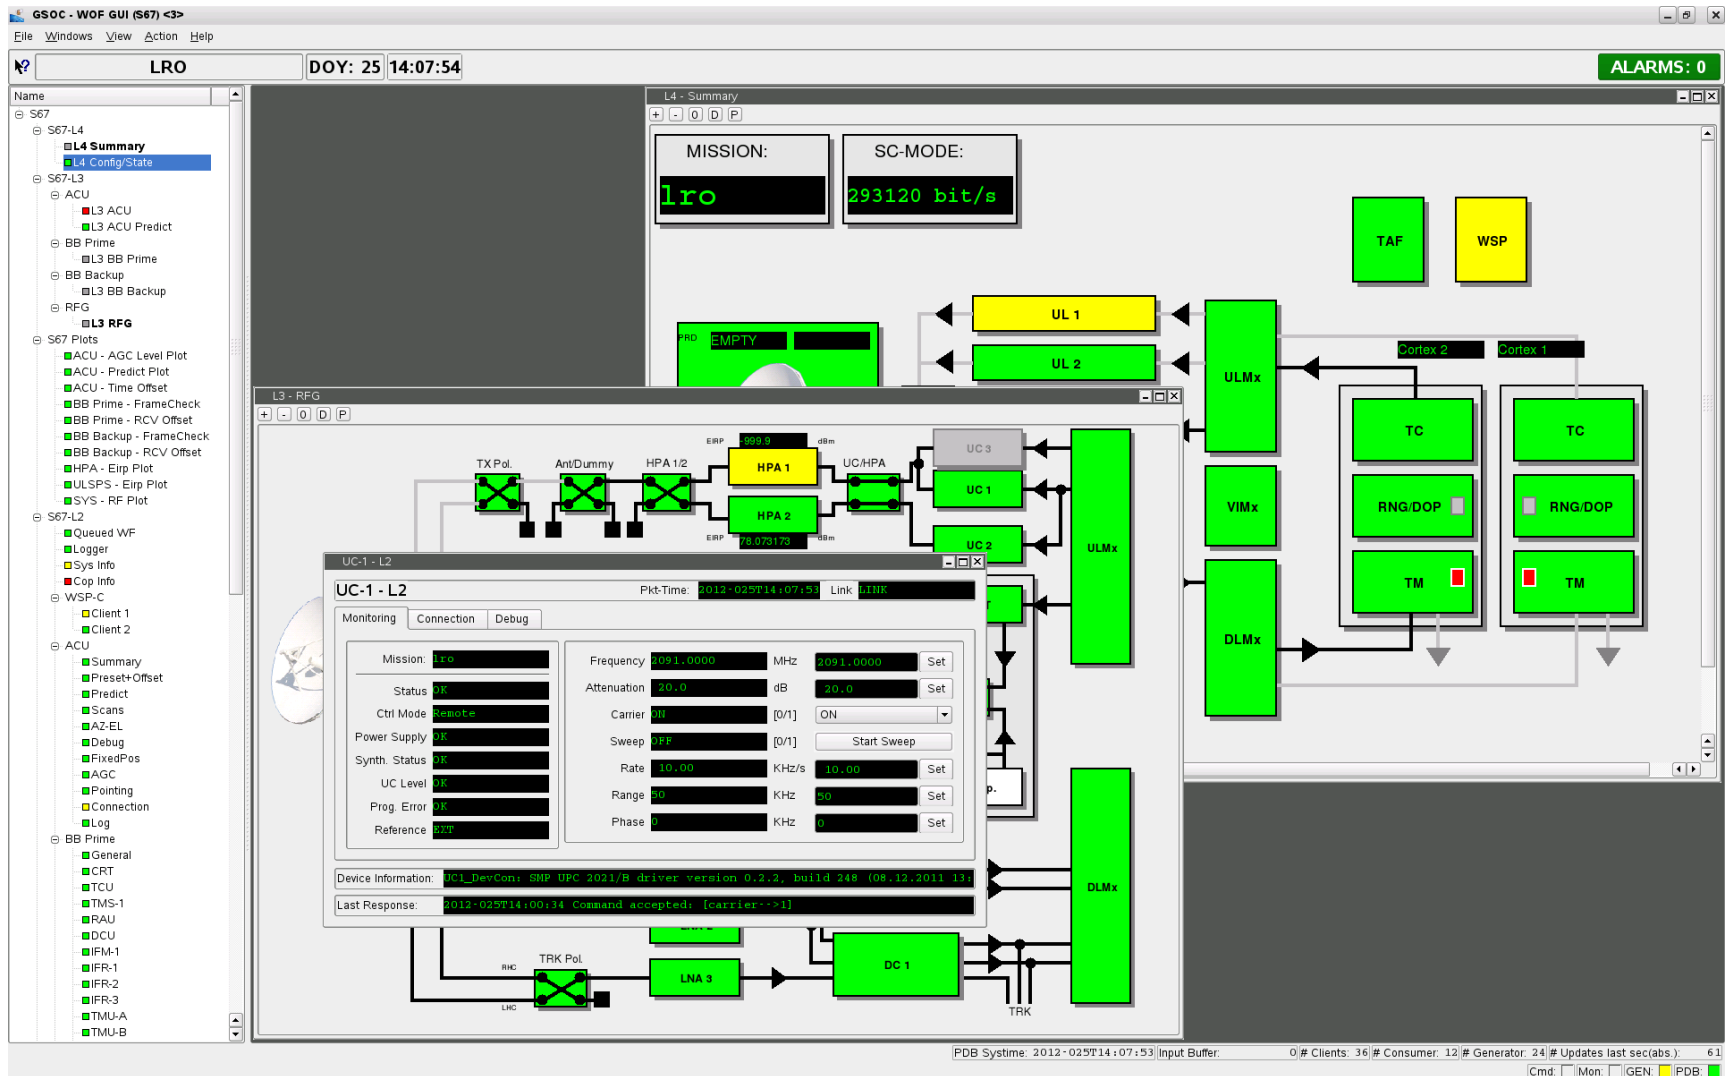 GSOC - WOF GUI (S67) <3>
File Windows View Action Help
LRO
DOY: 25
14:07:54
ALARMS: 0
Name
S67
S67-L4
L4 Summary
L4 Config/State
S67-L3
ACU
L3 ACU
L3 ACU Predict
BB Prime
L3 BB Prime
BB Backup
L3 BB Backup
RFG
L3 RFG
S67 Plots
ACU - AGC Level Plot
ACU - Predict Plot
ACU - Time Offset
BB Prime - FrameCheck
BB Prime - RCV Offset
BB Backup - FrameCheck
BB Backup - RCV Offset
HPA - Eirp Plot
ULSPS - Eirp Plot
SYS - RF Plot
S67-L2
Queued WF
Logger
Sys Info
Cop Info
WSP-C
Client 1
Client 2
ACU
Summary
Preset+Offset
Predict
Scans
AZ-EL
Debug
FixedPos
AGC
Pointing
Connection
Log
BB Prime
General
CRT
TCU
TMS-1
RAU
DCU
IFM-1
IFR-1
IFR-2
IFR-3
TMU-A
TMU-B
L4 - Summary
+ - 0 D P
MISSION:
lro
SC-MODE:
293120 bit/s
TAF
WSP
PRD EMPTY
UL 1
UL 2
ULMx
VIMx
DLMx
Cortex 2
Cortex 1
TC
TC
RNG/DOP
RNG/DOP
TM
TM
L3 - RFG
+ - 0 D P
EIRP -999.9 dBm
TX Pol.
Ant/Dummy
HPA 1/2
HPA 1
UC/HPA
UC 3
UC 1
HPA 2
EIRP 78.073173 dBm
UC 2
ULMx
p.
DLMx
DC 1
TRK Pol.
RHC
LHC
LNA 3
TRK
UC-1 - L2
UC-1 - L2
Pkt-Time: 2012-025T14:07:53 Link LINK
Monitoring Connection Debug
Mission: lro
Status OK
Ctrl Mode Remote
Power Supply OK
Synth. Status OK
UC Level OK
Prog. Error OK
Reference EXT
Frequency 2091.0000 MHz 2091.0000 Set
Attenuation 20.0 dB 20.0 Set
Carrier ON [0/1] ON
Sweep OFF [0/1] Start Sweep
Rate 10.00 KHz/s 10.00 Set
Range 50 KHz 50 Set
Phase 0 KHz 0 Set
Device Information: UC1_DevCon: SMP UPC 2021/B driver version 0.2.2, build 248 (08.12.2011 13:
Last Response: 2012-025T14:00:34 Command accepted: [carrier-->1]
PDB Systime: 2012-025T14:07:53 Input Buffer: 0 # Clients: 36 # Consumer: 12 # Generator: 24 # Updates last sec(abs.): 61
Cmd: Mon: GEN: PDB: